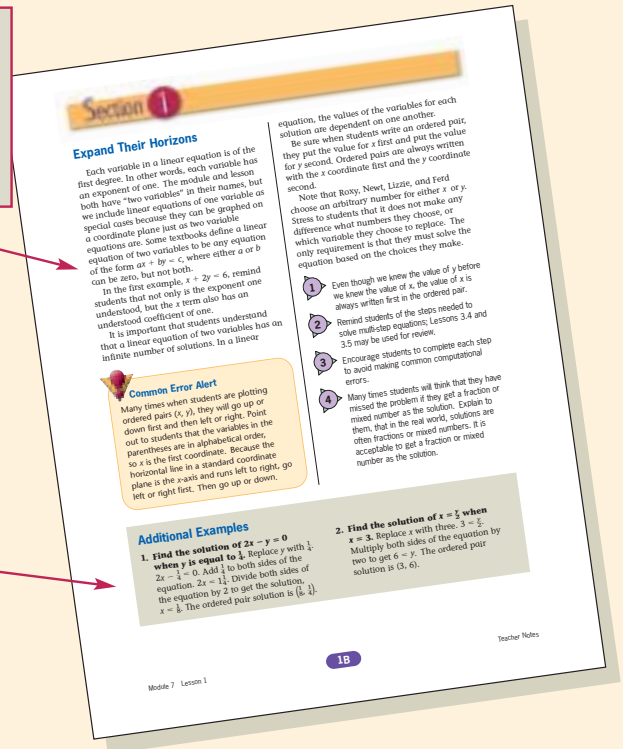 Section 1
Expand Their Horizons
Each variable in a linear equation is of the
first degree. In other words, each variable has
an exponent of one. The module and lesson
both have “two variables” in their names, but
we include linear equations of one variable as
special cases because they can be graphed on
a coordinate plane just as two variable
equations are. Some textbooks define a linear
equation of two variables to be any equation
of the form ax + by = c, where either a or b
can be zero, but not both.
In the first example, x + 2y = 6, remind
students that not only is the exponent one
understood, but the x term also has an
understood coefficient of one.
It is important that students understand
that a linear equation of two variables has an
infinite number of solutions. In a linear
Common Error Alert
Many times when students are plotting
ordered pairs (x, y), they will go up or
down first and then left or right. Point
out to students that the variables in the
parentheses are in alphabetical order,
so x is the first coordinate. Because the
horizontal line in a standard coordinate
plane is the x-axis and runs left to right, go
left or right first. Then go up or down.
equation, the values of the variables for each
solution are dependent on one another.
Be sure when students write an ordered pair,
they put the value for x first and put the value
for y second. Ordered pairs are always written
with the x coordinate first and the y coordinate
second.
Note that Roxy, Newt, Lizzie, and Ferd
choose an arbitrary number for either x or y.
Stress to students that it does not make any
difference what numbers they choose, or
which variable they choose to replace. The
only requirement is that they must solve the
equation based on the choices they make.
1 Even though we knew the value of y before
we knew the value of x, the value of x is
always written first in the ordered pair.
2 Remind students of the steps needed to
solve multi-step equations; Lessons 3.4 and
3.5 may be used for review.
3 Encourage students to complete each step
to avoid making common computational
errors.
4 Many times students will think that they have
missed the problem if they get a fraction or
mixed number as the solution. Explain to
them, that in the real world, solutions are
often fractions or mixed numbers. It is
acceptable to get a fraction or mixed
number as the solution.
Additional Examples
1. Find the solution of 2x − y = 0
when y is equal to 1/4. Replace y with 1/4.
2x − 1/4 = 0. Add 1/4 to both sides of the
equation. 2x = 1/4. Divide both sides of
the equation by 2 to get the solution,
x = 1/8. The ordered pair solution is (1/8, 1/4).
2. Find the solution of x = y/2 when
x = 3. Replace x with three. 3 = y/2.
Multiply both sides of the equation by
two to get 6 = y. The ordered pair
solution is (3, 6).
Module 7 Lesson 1
1B
Teacher Notes